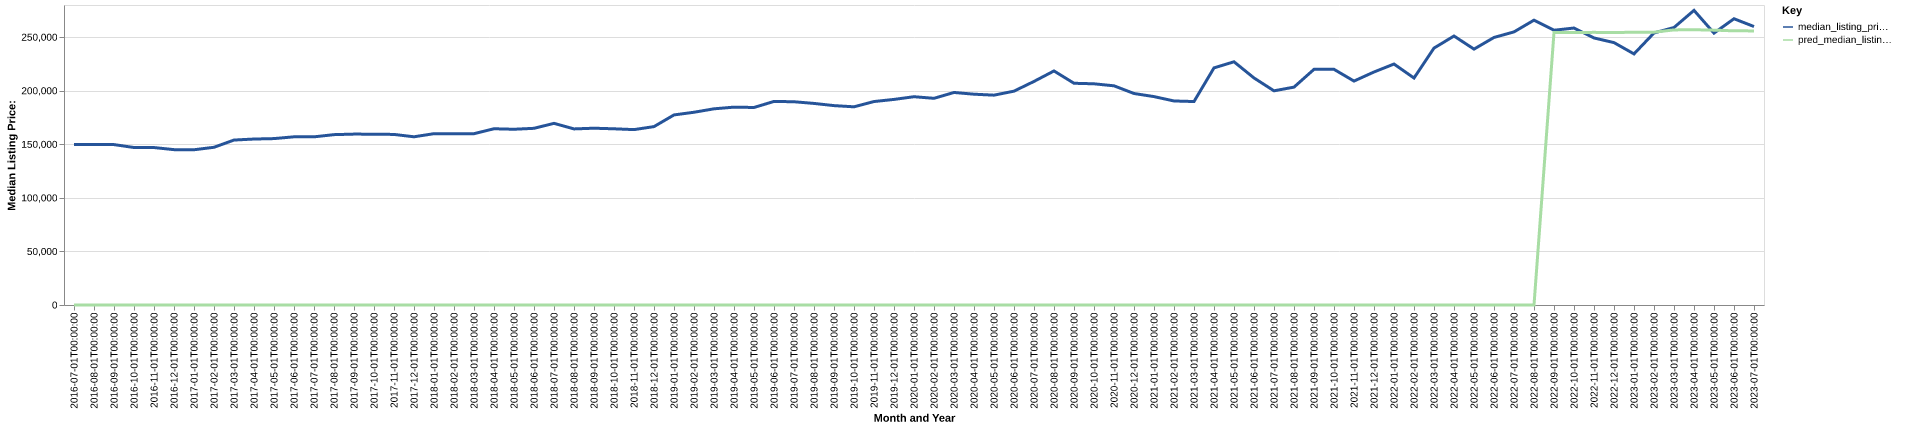 Key
median_listing_pri…
pred_median_listin…
Median Listing Price:
250,000
200,000
150,000
100,000
50,000
0
2016-07-01T00:00:00
2016-08-01T00:00:00
2016-09-01T00:00:00
2016-10-01T00:00:00
2016-11-01T00:00:00
2016-12-01T00:00:00
2017-01-01T00:00:00
2017-02-01T00:00:00
2017-03-01T00:00:00
2017-04-01T00:00:00
2017-05-01T00:00:00
2017-06-01T00:00:00
2017-07-01T00:00:00
2017-08-01T00:00:00
2017-09-01T00:00:00
2017-10-01T00:00:00
2017-11-01T00:00:00
2017-12-01T00:00:00
2018-01-01T00:00:00
2018-02-01T00:00:00
2018-03-01T00:00:00
2018-04-01T00:00:00
2018-05-01T00:00:00
2018-06-01T00:00:00
2018-07-01T00:00:00
2018-08-01T00:00:00
2018-09-01T00:00:00
2018-10-01T00:00:00
2018-11-01T00:00:00
2018-12-01T00:00:00
2019-01-01T00:00:00
2019-02-01T00:00:00
2019-03-01T00:00:00
2019-04-01T00:00:00
2019-05-01T00:00:00
2019-06-01T00:00:00
2019-07-01T00:00:00
2019-08-01T00:00:00
2019-09-01T00:00:00
2019-10-01T00:00:00
2019-11-01T00:00:00
2019-12-01T00:00:00
2020-01-01T00:00:00
2020-02-01T00:00:00
2020-03-01T00:00:00
2020-04-01T00:00:00
2020-05-01T00:00:00
2020-06-01T00:00:00
2020-07-01T00:00:00
2020-08-01T00:00:00
2020-09-01T00:00:00
2020-10-01T00:00:00
2020-11-01T00:00:00
2020-12-01T00:00:00
2021-01-01T00:00:00
2021-02-01T00:00:00
2021-03-01T00:00:00
2021-04-01T00:00:00
2021-05-01T00:00:00
2021-06-01T00:00:00
2021-07-01T00:00:00
2021-08-01T00:00:00
2021-09-01T00:00:00
2021-10-01T00:00:00
2021-11-01T00:00:00
2021-12-01T00:00:00
2022-01-01T00:00:00
2022-02-01T00:00:00
2022-03-01T00:00:00
2022-04-01T00:00:00
2022-05-01T00:00:00
2022-06-01T00:00:00
2022-07-01T00:00:00
2022-08-01T00:00:00
2022-09-01T00:00:00
2022-10-01T00:00:00
2022-11-01T00:00:00
2022-12-01T00:00:00
2023-01-01T00:00:00
2023-02-01T00:00:00
2023-03-01T00:00:00
2023-04-01T00:00:00
2023-05-01T00:00:00
2023-06-01T00:00:00
2023-07-01T00:00:00
Month and Year